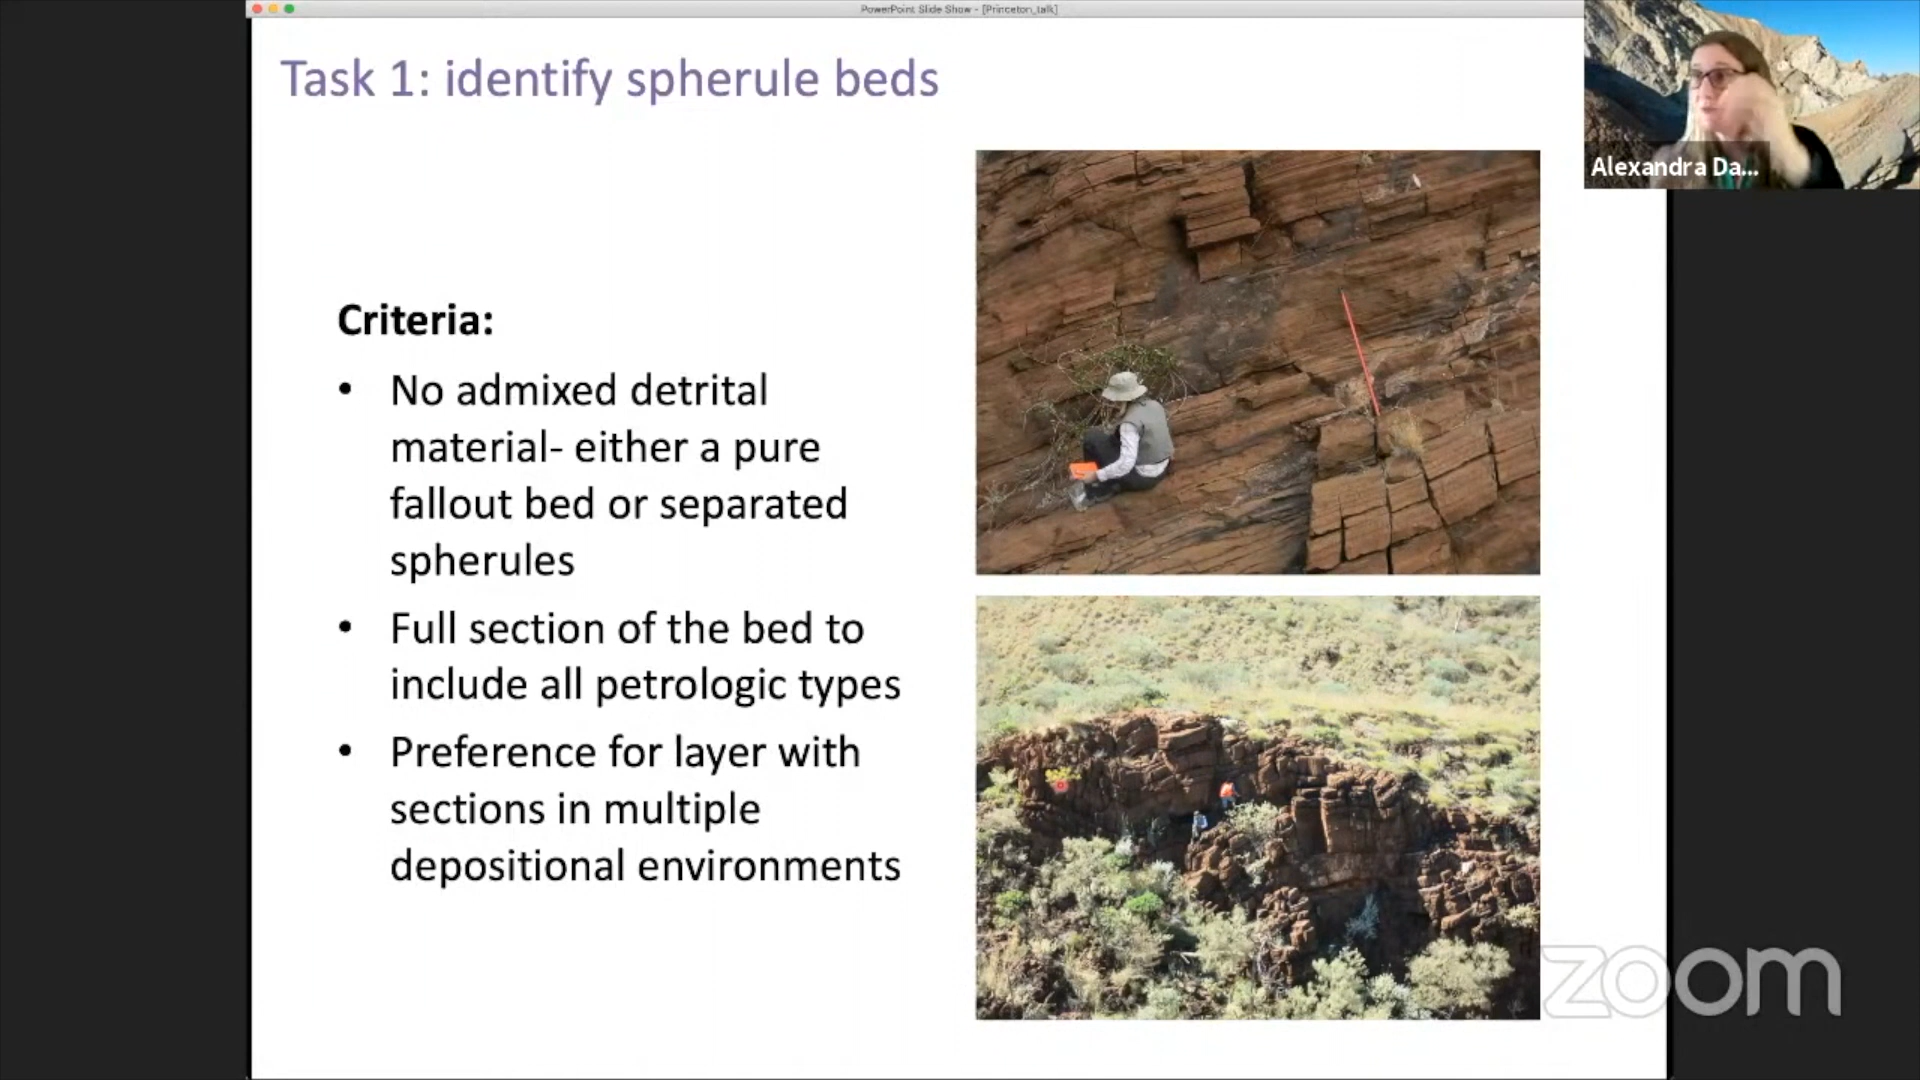 PowerPoint Slide Show - [Princeton_talk]
Task 1: identify spherule beds
Alexandra Da...
Criteria:
• No admixed detrital
material- either a pure
fallout bed or separated
spherules
• Full section of the bed to
include all petrologic types
• Preference for layer with
sections in multiple
depositional environments
zoom